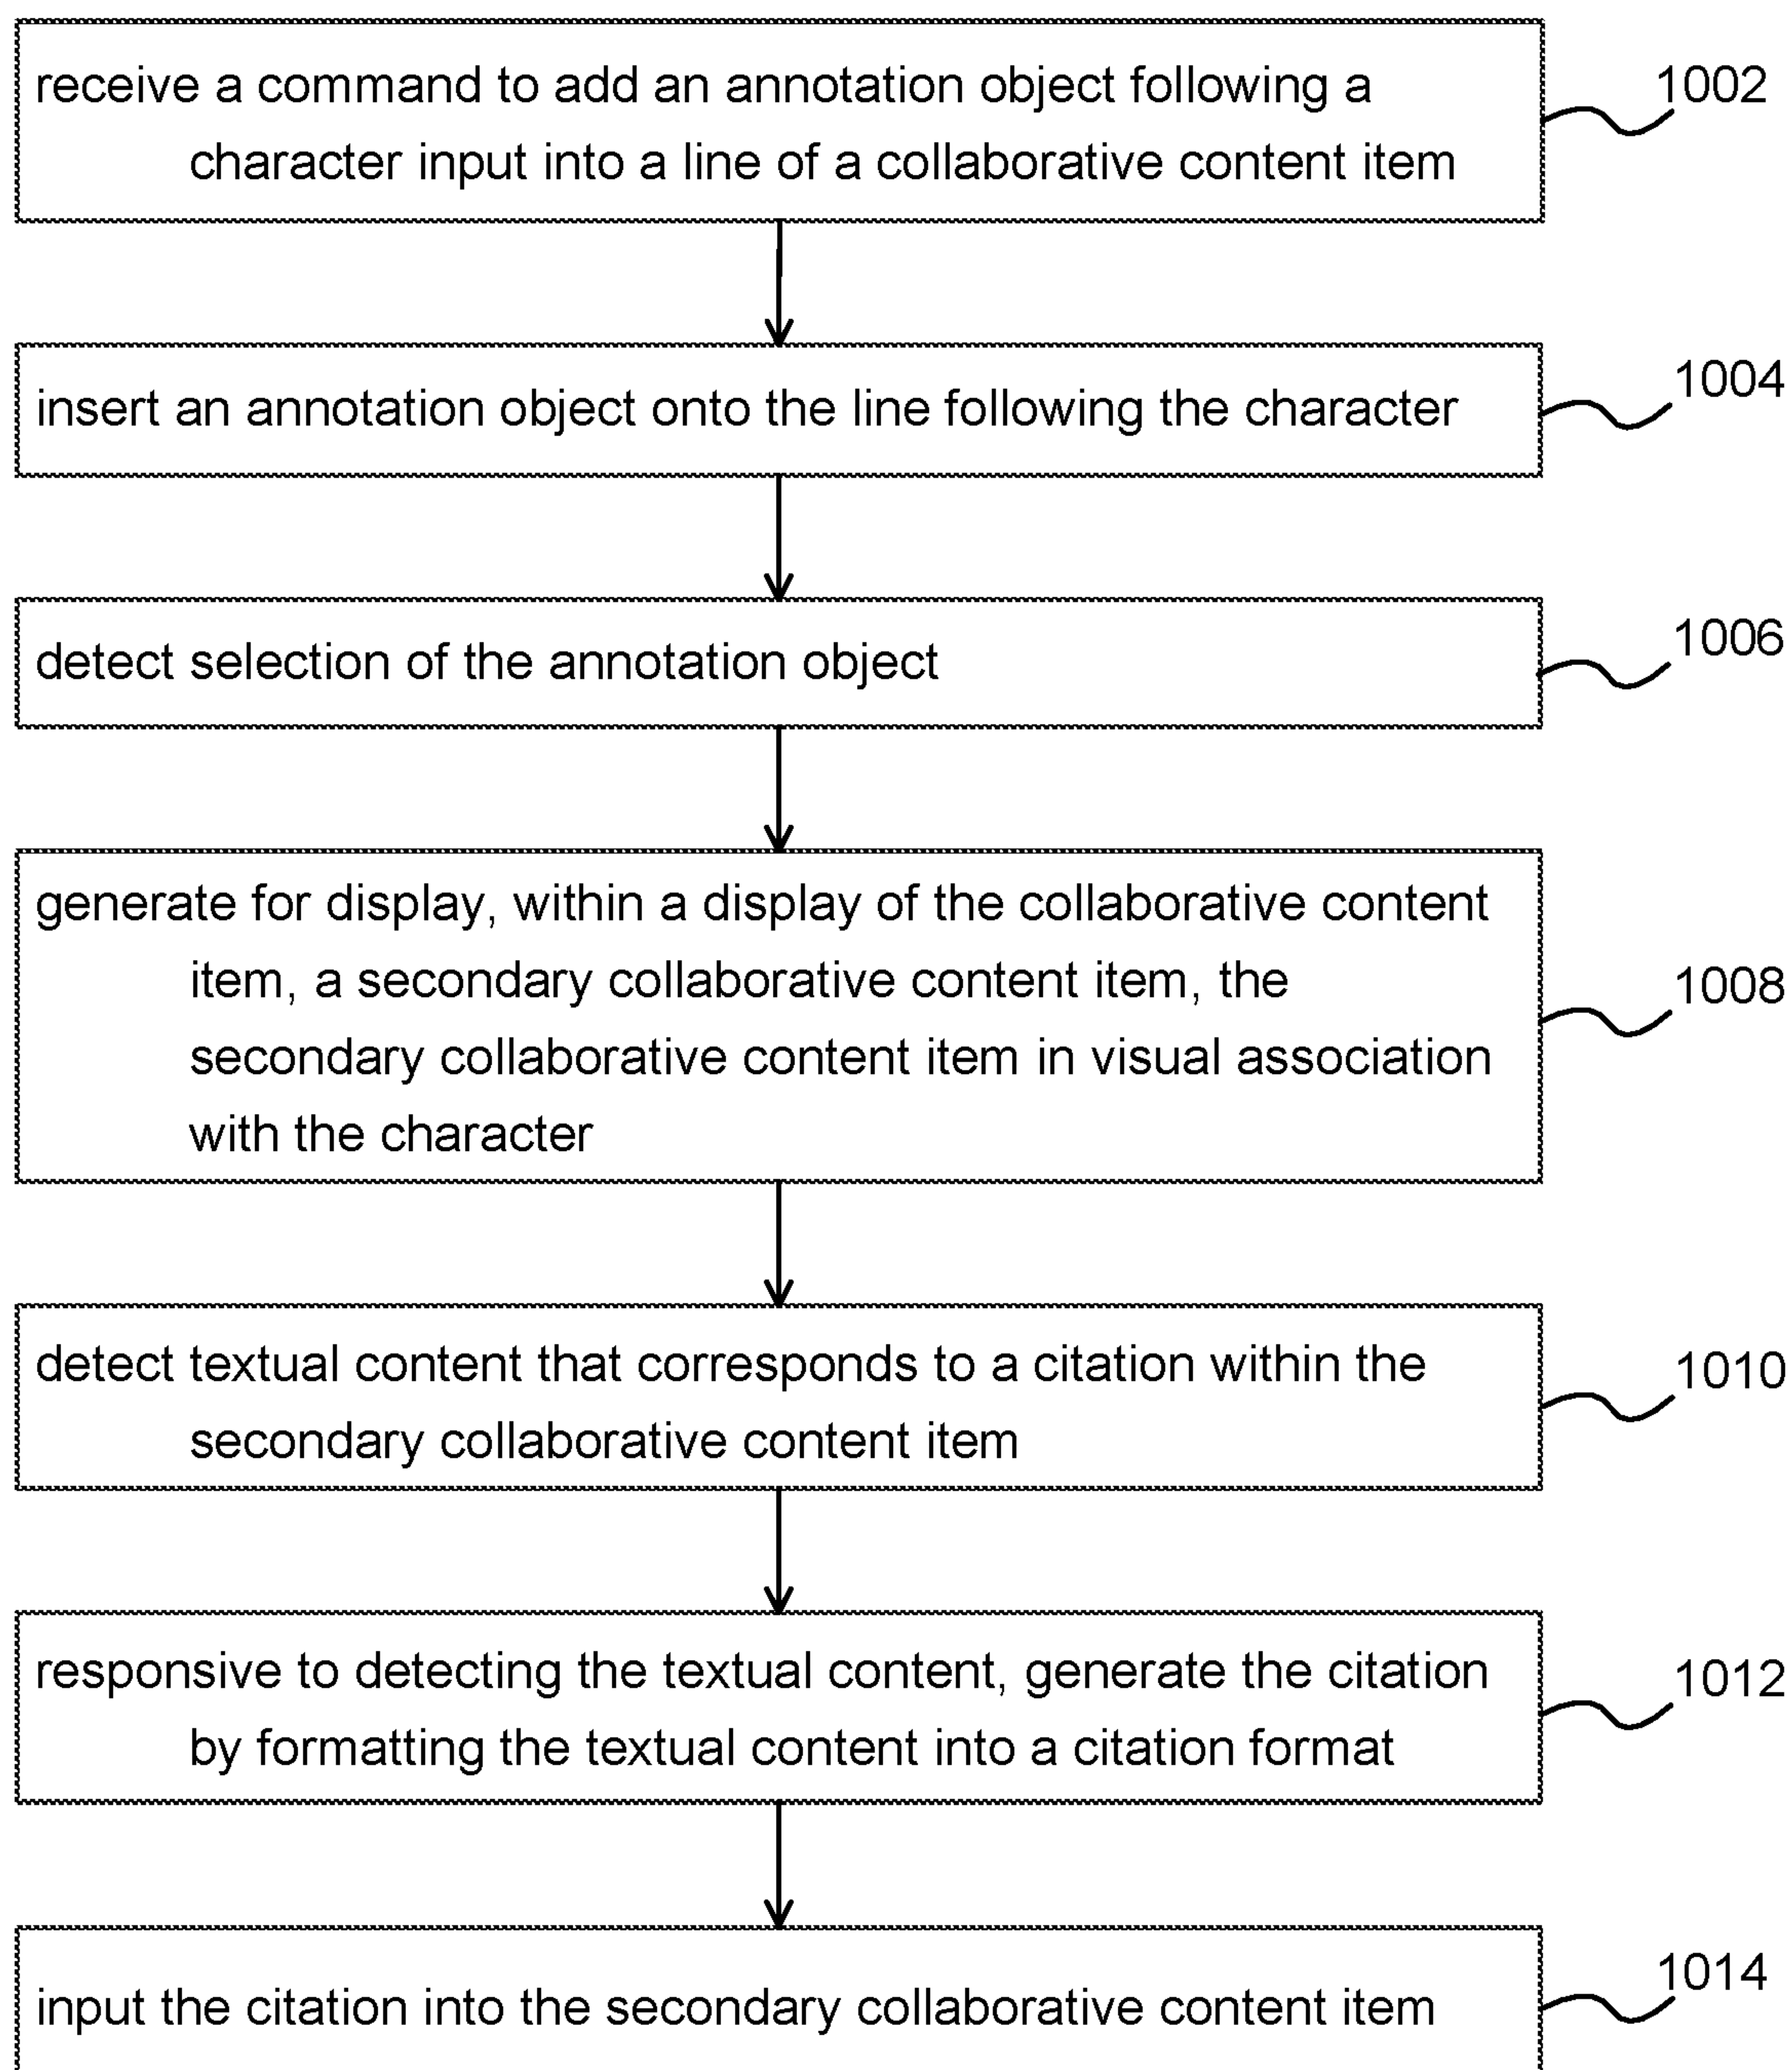 receive a command to add an annotation object following a
character input into a line of a collaborative content item
1002
insert an annotation object onto the line following the character
1004
detect selection of the annotation object
1006
generate for display, within a display of the collaborative content
item, a secondary collaborative content item, the
secondary collaborative content item in visual association
with the character
1008
detect textual content that corresponds to a citation within the
secondary collaborative content item
1010
responsive to detecting the textual content, generate the citation
by formatting the textual content into a citation format
1012
input the citation into the secondary collaborative content item
1014